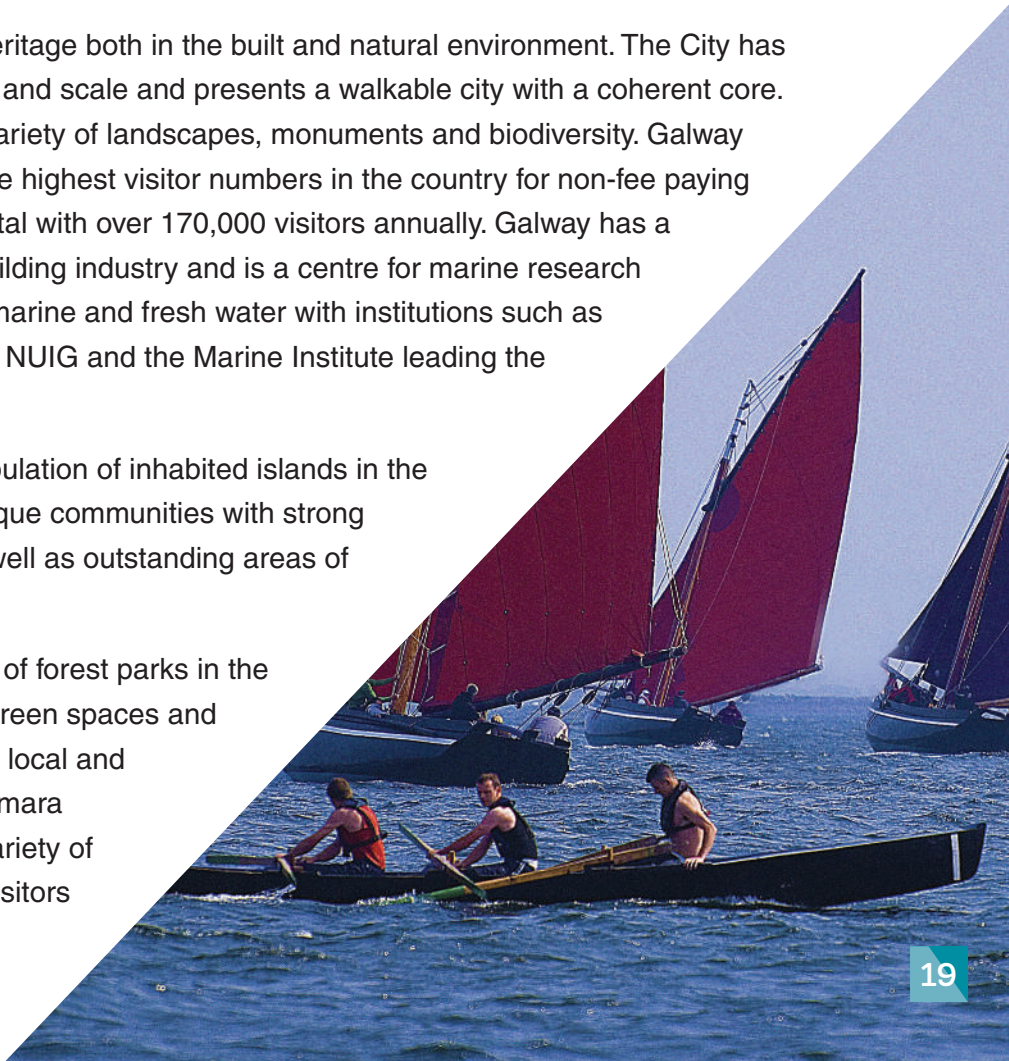 eritage both in the built and natural environment. The City has
and scale and presents a walkable city with a coherent core.
ariety of landscapes, monuments and biodiversity. Galway
e highest visitor numbers in the country for non-fee paying
tal with over 170,000 visitors annually. Galway has a
ilding industry and is a centre for marine research
marine and fresh water with institutions such as
NUIG and the Marine Institute leading the
pulation of inhabited islands in the
que communities with strong
well as outstanding areas of
of forest parks in the
reen spaces and
local and
mara
ariety of
sitors
19